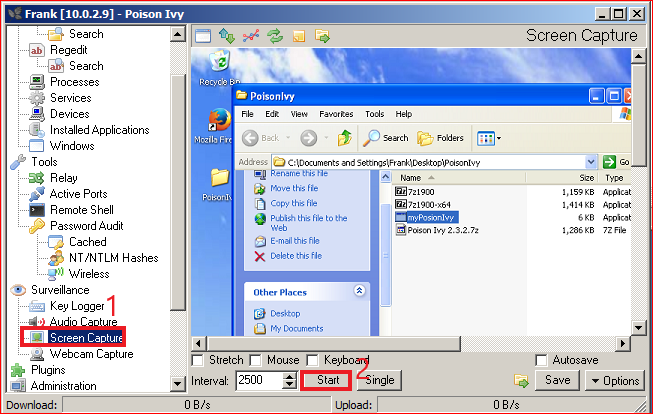 Frank [10.0.2.9] - Poison Ivy
Search
Regedit
Search
Processes
Services
Devices
Installed Applications
Windows
Tools
Relay
Active Ports
Remote Shell
Password Audit
Cached
NT/NTLM Hashes
Wireless
Surveillance
Key Logger
1
Audio Capture
Screen Capture
Webcam Capture
Plugins
Administration
Screen Capture
Recycle Bin
Mozilla Firef
PoisonI
PoisonIvy
File Edit View Favorites Tools Help
Back Search Folders
Address C:\Documents and Settings\Frank\Desktop\PoisonIvy Go
Rename this file
Move this file
Copy this file
Publish this file to the
Web
E-mail this file
Delete this file
Other Places
Desktop
My Documents
Name Size Type
7z1900 1,159 KB Applicat
7z1900-x64 1,414 KB Applicat
myPosionIvy 6 KB Applicat
Poison Ivy 2.3.2.7z 1,286 KB 7Z File
Stretch Mouse Keyboard Autosave
2
Interval: 2500 Start Single Save Options
Download: 0 B/s Upload: 0 B/s